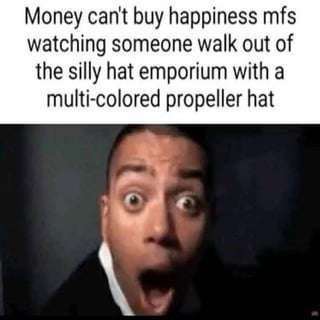 Money can't buy happiness mfs
watching someone walk out of
the silly hat emporium with a
multi-colored propeller hat